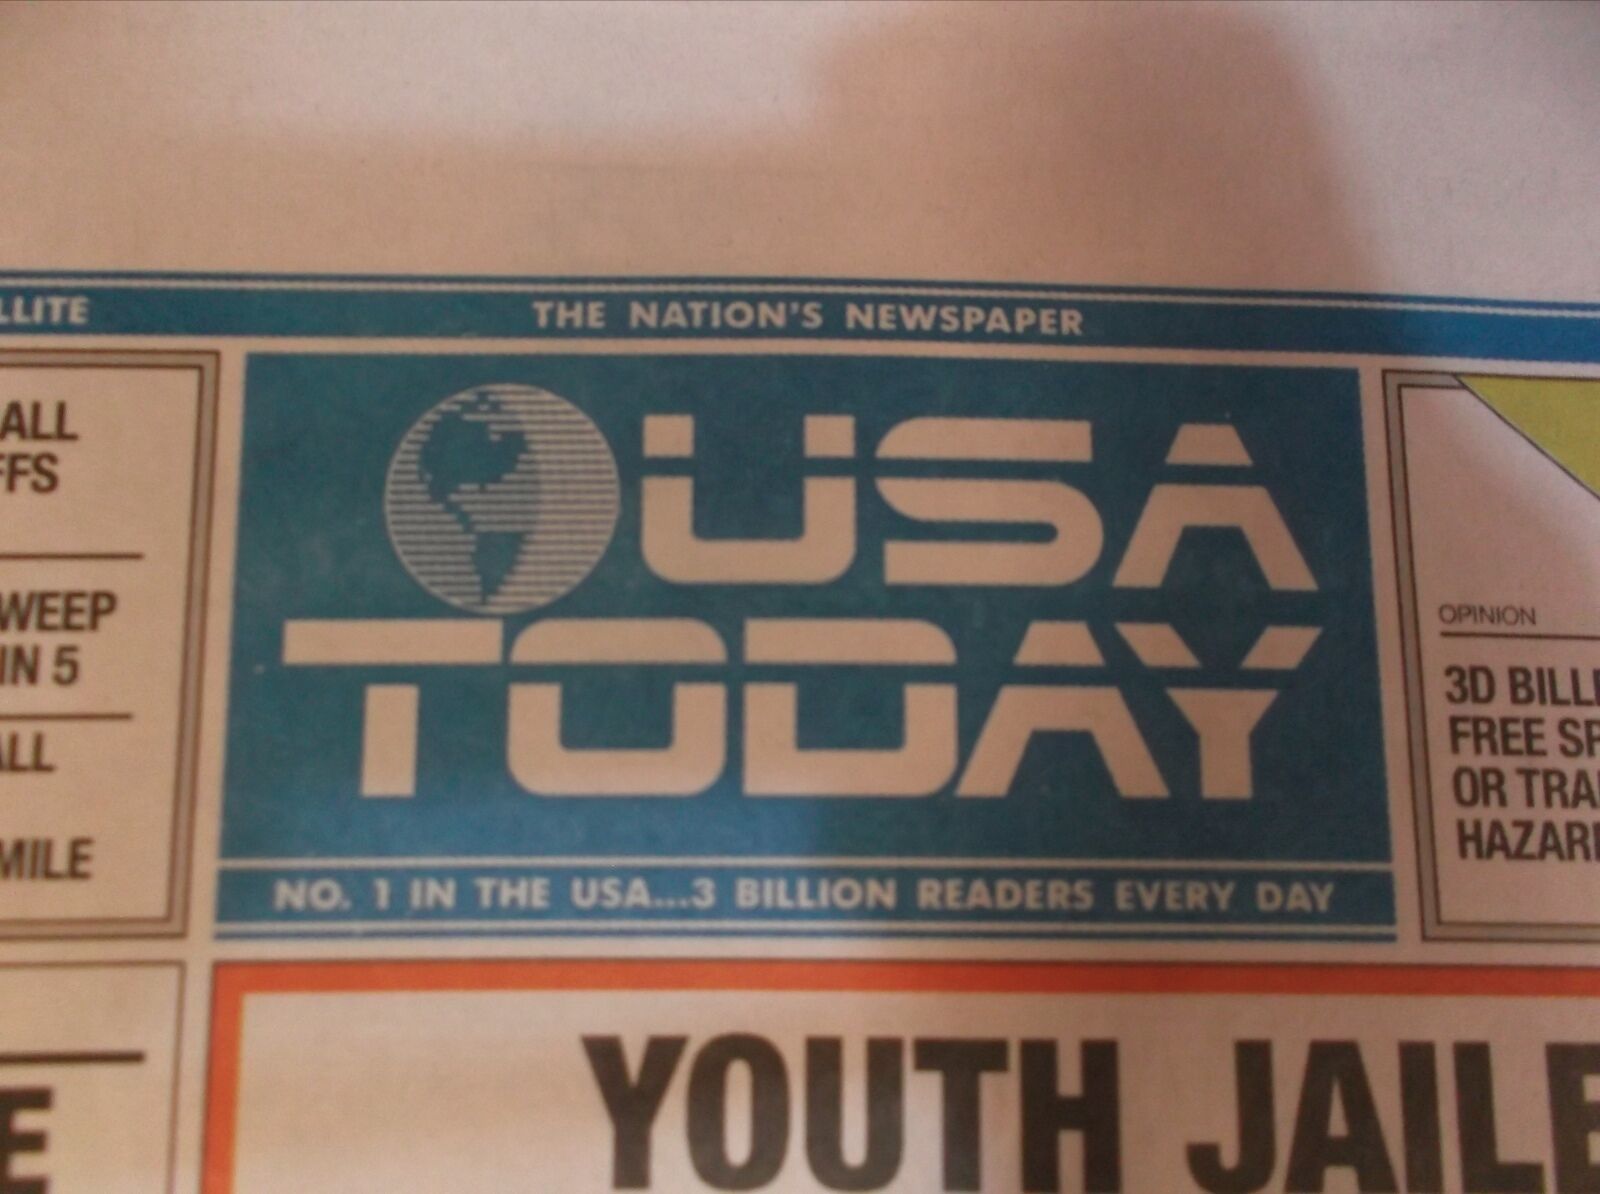 LLITE
THE NATION'S NEWSPAPER
ALL
FFS
WEEP
IN 5
ALL
MILE
E
USA
TODAY
NO. 1 IN THE USA...3 BILLION READERS EVERY DAY
OPINION
3D BILL
FREE SP
OR TRA
HAZAR
YOUTH JAILE